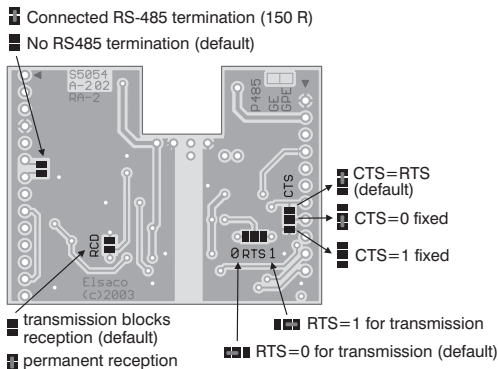 Connected RS-485 termination (150 R)
No RS485 termination (default)
S5054
A-202
RA-2
P485
GE
GPE
CTS
CTS=RTS
(default)
CTS=0 fixed
CTS=1 fixed
RCD
0 RTS 1
Elsaco
(c)2003
transmission blocks
reception (default)
permanent reception
RTS=1 for transmission
RTS=0 for transmission (default)